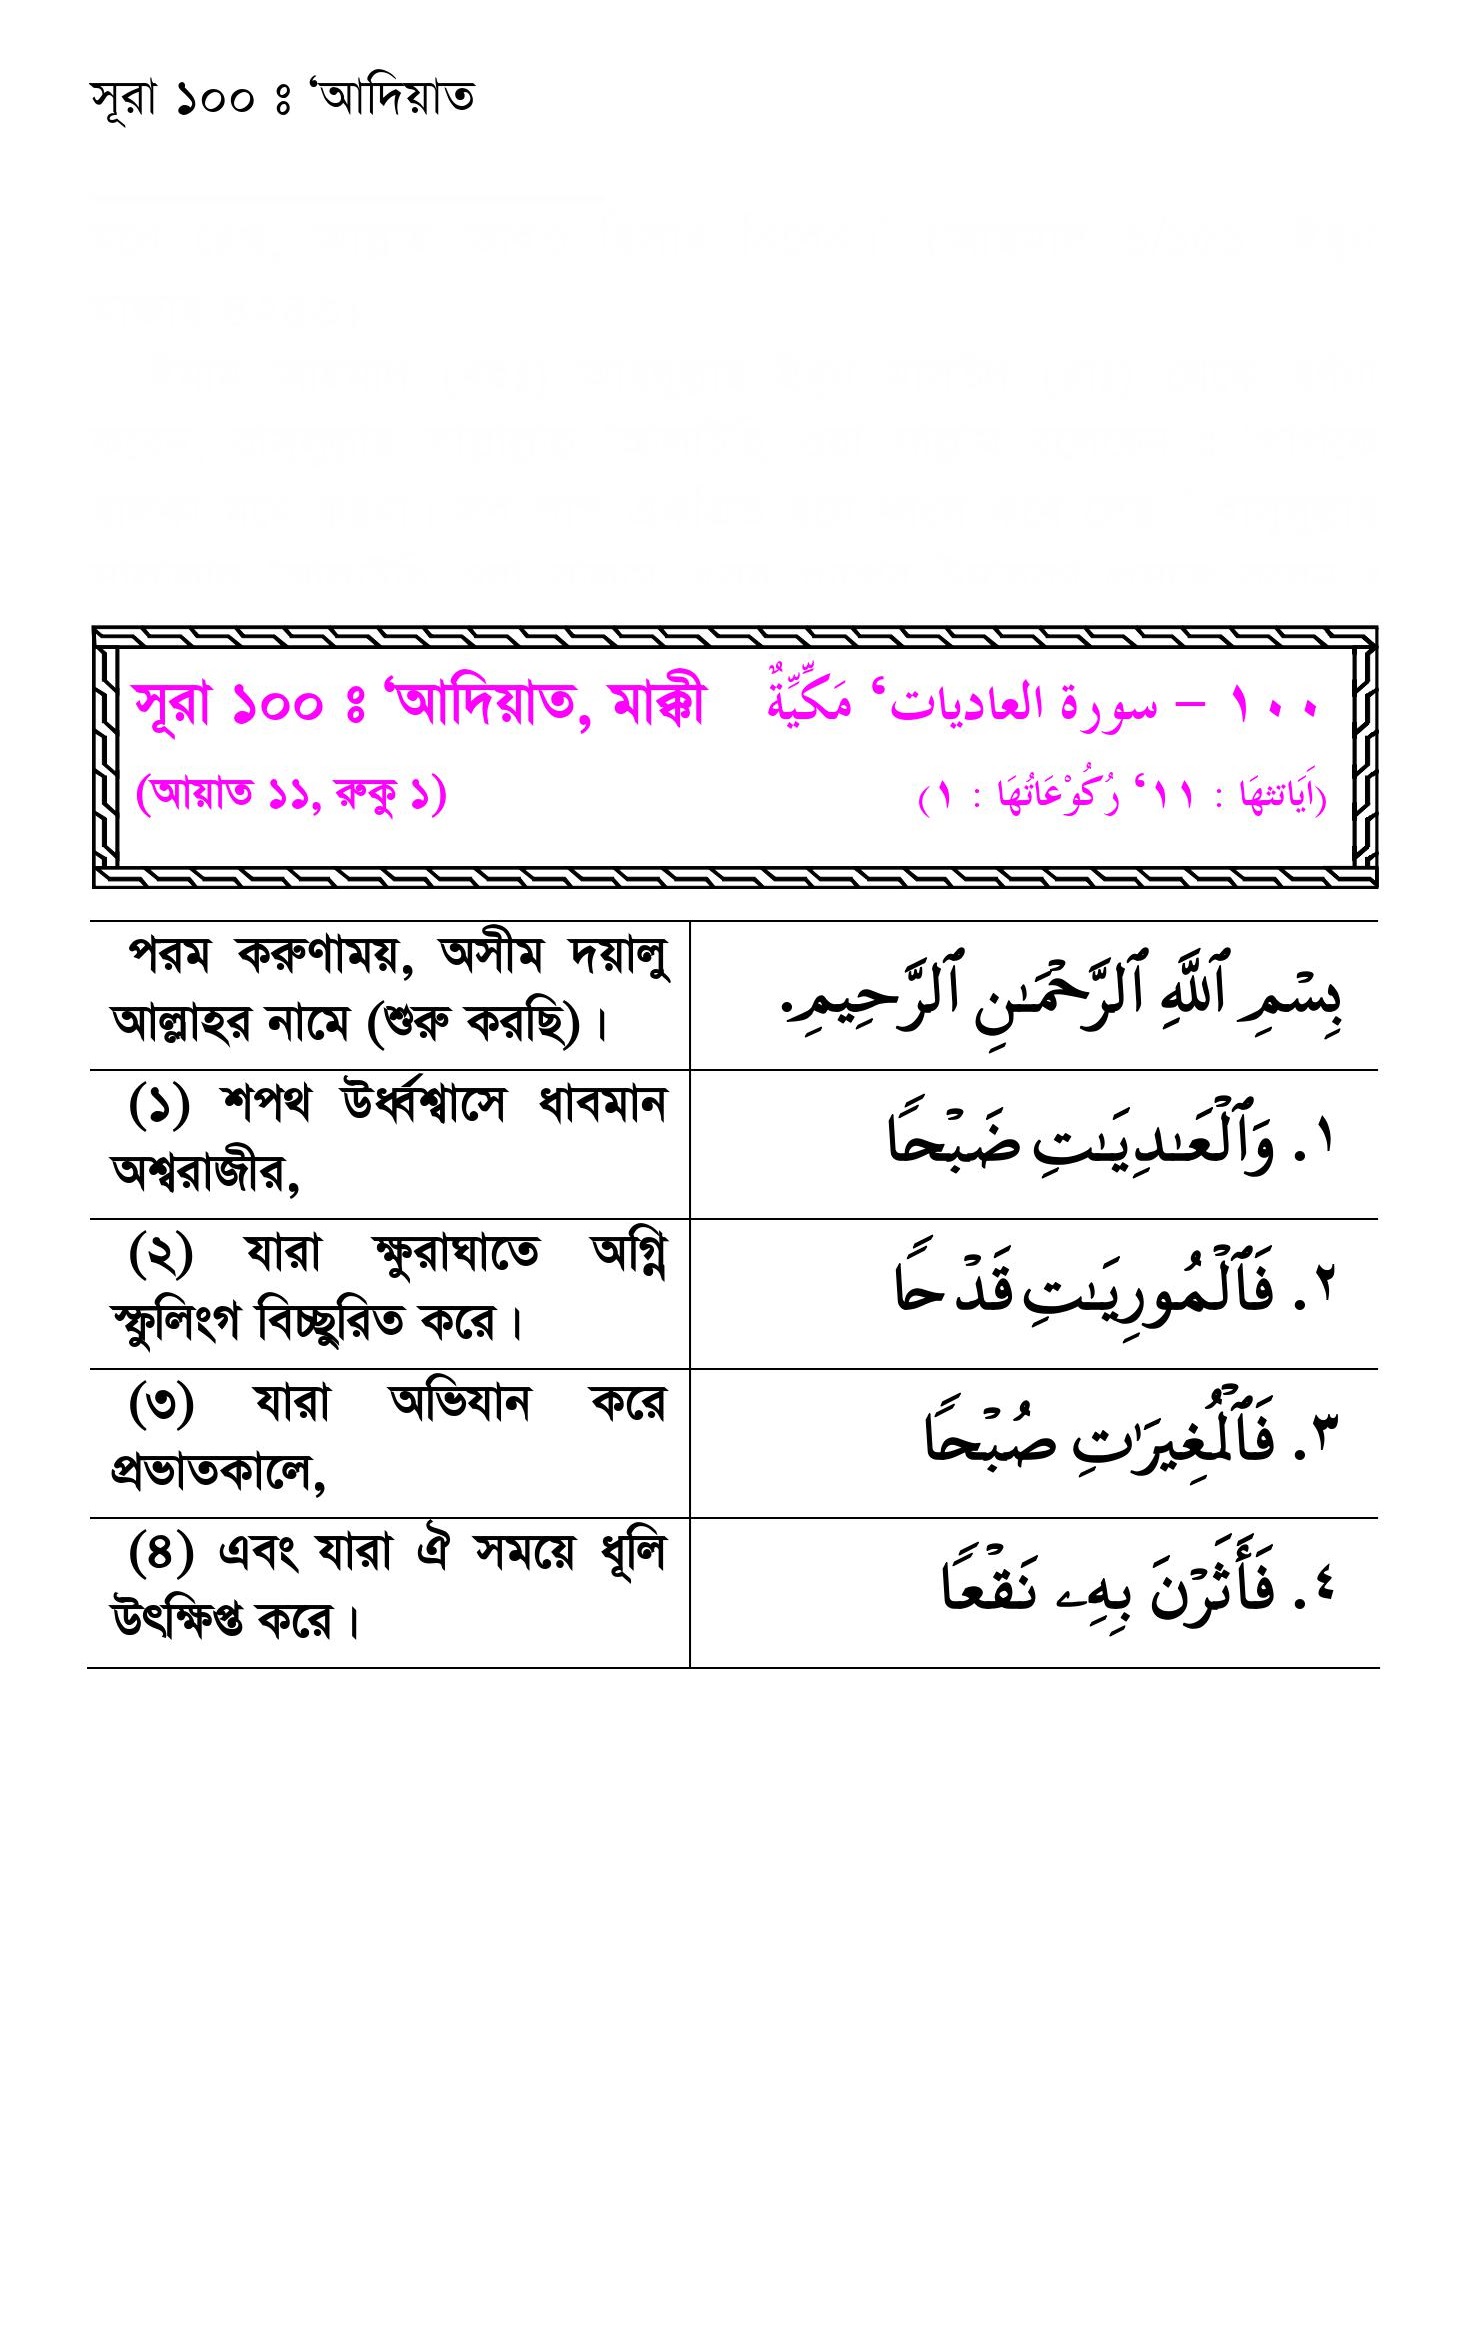 সূরা ১০০ ঃ ‘আদিয়াত
সূরা ১০০ ঃ ‘আদিয়াত, মাক্কী ١٠٠ – سورة العاديات‘ مَكِّيَّةٌ
(আয়াত ১১, রুকু ১) (اَيَاتثهَا : ١١‘ رُكُوْعَاتُهَا : ١)
পরম করুণাময়, অসীম দয়ালু
আল্লাহর নামে (শুরু করছি)।
بِسْمِ ٱللَّهِ ٱلرَّحْمَـٰنِ ٱلرَّحِيمِ.
(১) শপথ উর্ধ্বশ্বাসে ধাবমান
অশ্বরাজীর,
١. وَٱلْعَـٰدِيَـٰتِ ضَبْحًا
(২) যারা ক্ষুরাঘাতে অগ্নি
স্ফুলিংগ বিচ্ছুরিত করে।
٢. فَٱلْمُورِيَـٰتِ قَدْحًا
(৩) যারা অভিযান করে
প্রভাতকালে,
٣. فَٱلْمُغِيرَٰتِ صُبْحًا
(৪) এবং যারা ঐ সময়ে ধূলি
উৎক্ষিপ্ত করে।
٤. فَأَثَرْنَ بِهِۦ نَقْعًا